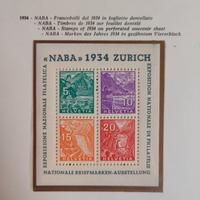 1934 - NABA - Francobolli del 1934 in foglietto dentellato
- NABA - Timbres de 1934 sur feuillet dentelé
- NABA - Stamps of 1934 on perforated souvenir sheet
- NABA - Marken des Jahres 1934 in gezähntem Viererblock
«NABA» 1934 ZURICH
ESPOSIZIONE NAZIONALE FILATELICA
EXPOSITION NATIONALE DE PHILATELIE
HELVETIA
5
HELVETIA
10
HELVETIA
15
HELVETIA
20
NATIONALE BRIEFMARKEN-AUSSTELLUNG